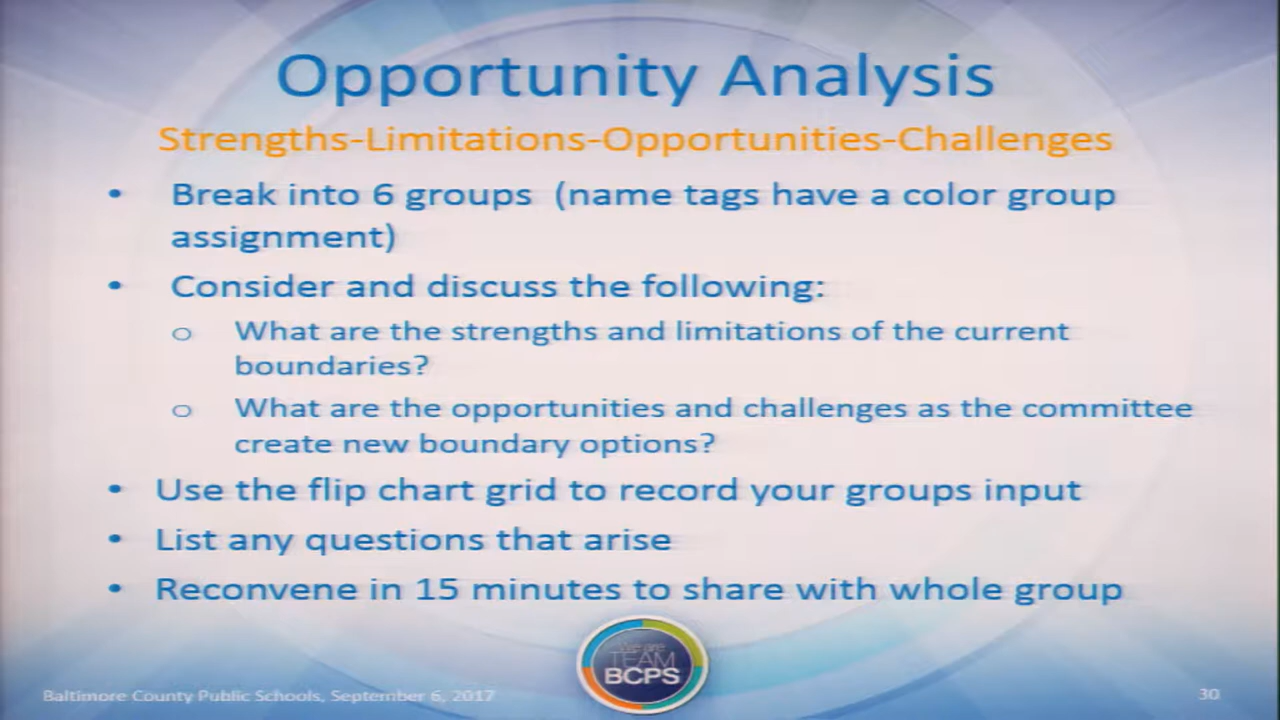 Opportunity Analysis
Strengths-Limitations-Opportunities-Challenges
• Break into 6 groups (name tags have a color group
assignment)
• Consider and discuss the following:
o What are the strengths and limitations of the current
boundaries?
o What are the opportunities and challenges as the committee
create new boundary options?
• Use the flip chart grid to record your groups input
• List any questions that arise
• Reconvene in 15 minutes to share with whole group
We are
TEAM
BCPS
Baltimore County Public Schools, September 6, 2017
30